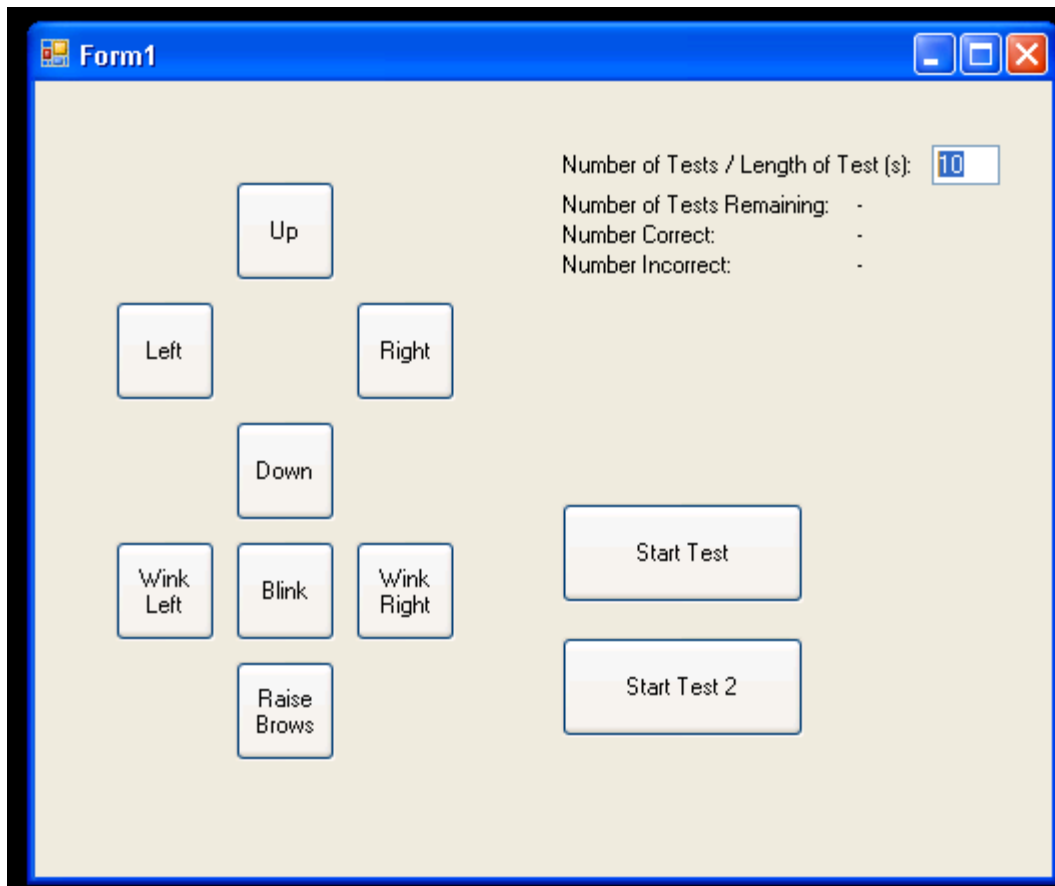 Form1
Number of Tests / Length of Test (s): 10
Number of Tests Remaining: -
Number Correct: -
Number Incorrect: -
Up
Left Right
Down
Wink Left
Blink
Wink Right
Raise Brows
Start Test
Start Test 2